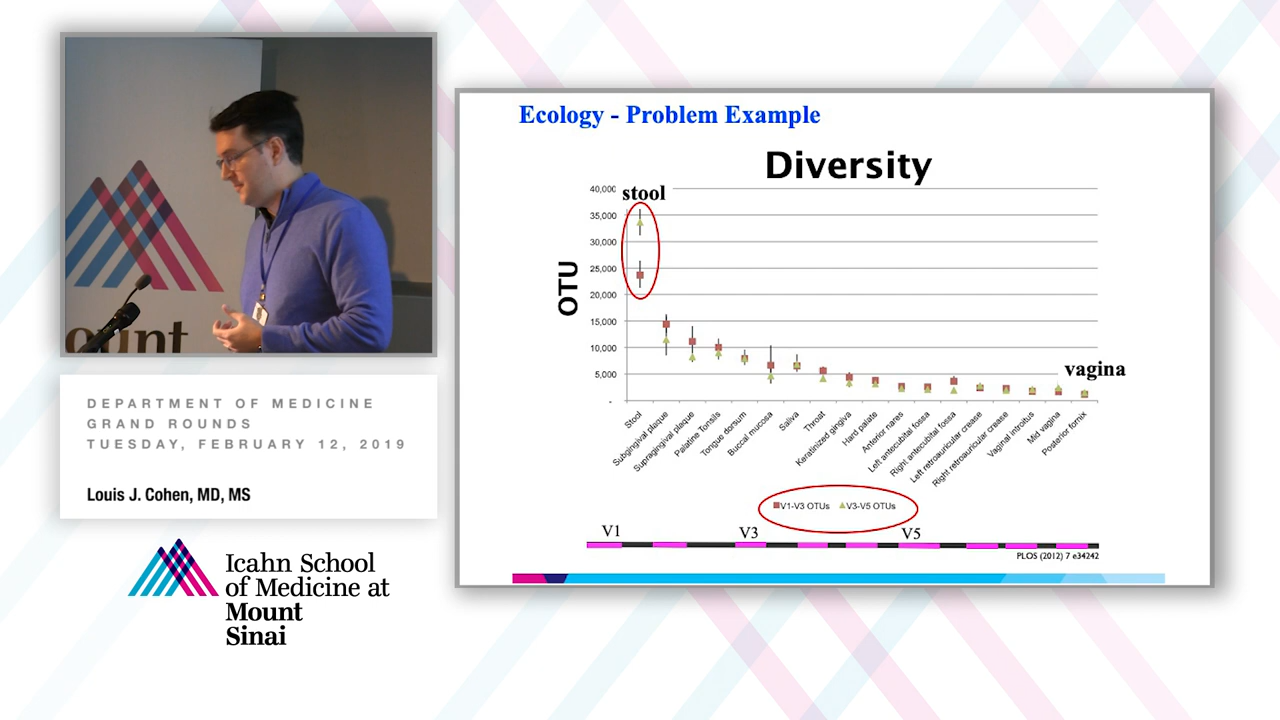 ount
DEPARTMENT OF MEDICINE
GRAND ROUNDS
TUESDAY, FEBRUARY 12, 2019
Louis J. Cohen, MD, MS
Icahn School
of Medicine at
Mount
Sinai
Ecology - Problem Example
Diversity
OTU
40,000
35,000
30,000
25,000
20,000
15,000
10,000
5,000
-
stool
vagina
Stool
Subgingival plaque
Supragingival plaque
Palatine Tonsils
Tongue dorsum
Buccal mucosa
Saliva
Throat
Keratinized gingiva
Hard palate
Anterior nares
Left antecubital fossa
Right antecubital fossa
Left retroauricular crease
Right retroauricular crease
Vaginal introitus
Mid vagina
Posterior fornix
V1-V3 OTUs V3-V5 OTUs
V1 V3 V5
PLOS (2012) 7 e34242